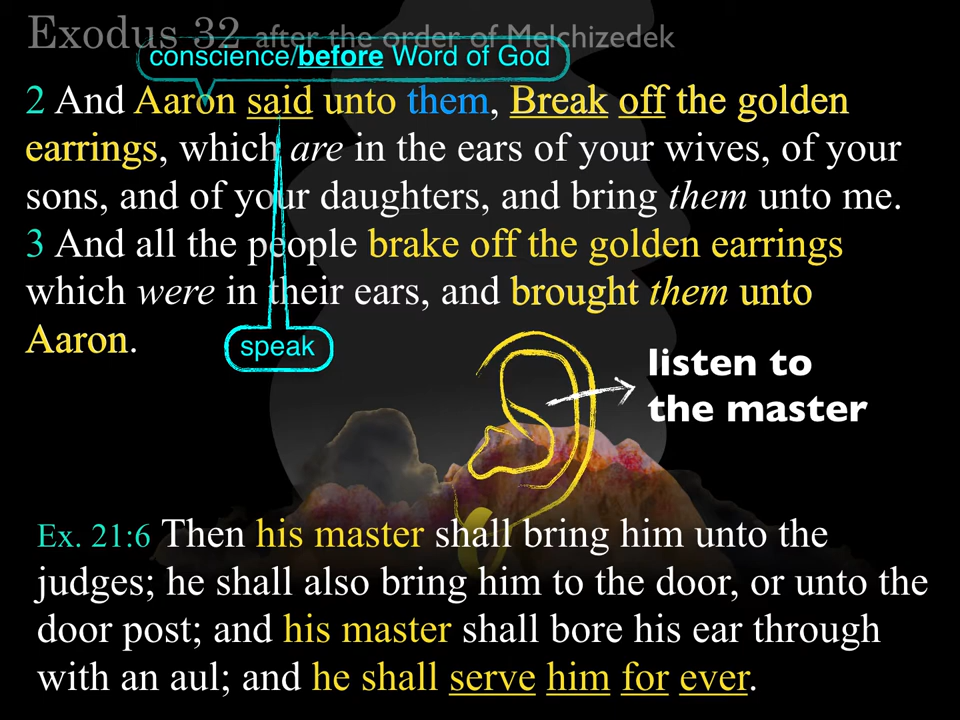 Exodus 32 after the order of Melchizedek
conscience/before Word of God
2 And Aaron said unto them, Break off the golden
earrings, which are in the ears of your wives, of your
sons, and of your daughters, and bring them unto me.
3 And all the people brake off the golden earrings
which were in their ears, and brought them unto
Aaron.
speak
listen to
the master
Ex. 21:6 Then his master shall bring him unto the
judges; he shall also bring him to the door, or unto the
door post; and his master shall bore his ear through
with an aul; and he shall serve him for ever.